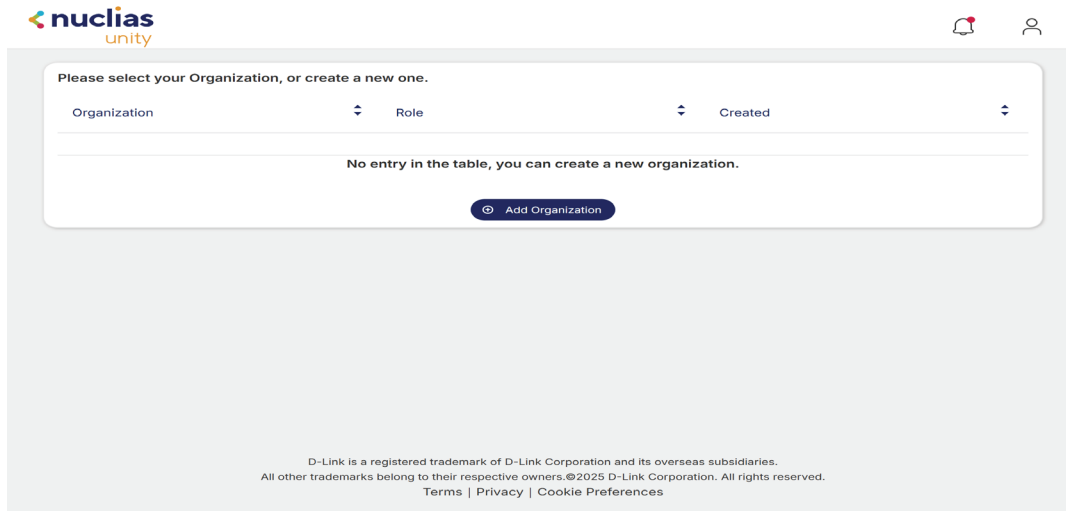 nuclias
unity
Please select your Organization, or create a new one.
Organization Role Created
No entry in the table, you can create a new organization.
Add Organization
D-Link is a registered trademark of D-Link Corporation and its overseas subsidiaries.
All other trademarks belong to their respective owners.©2025 D-Link Corporation. All rights reserved.
Terms | Privacy | Cookie Preferences